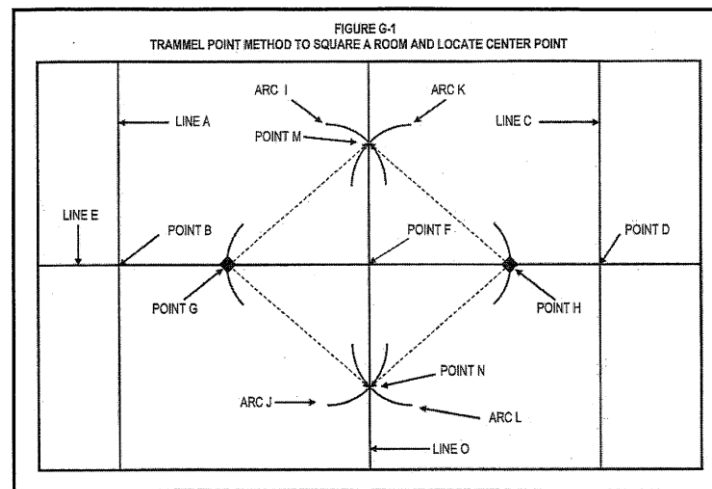 FIGURE G-1
TRAMMEL POINT METHOD TO SQUARE A ROOM AND LOCATE CENTER POINT
ARC I
ARC K
LINE A
LINE C
POINT M
LINE E
POINT B
POINT F
POINT D
POINT G
POINT H
POINT N
ARC J
ARC L
LINE O